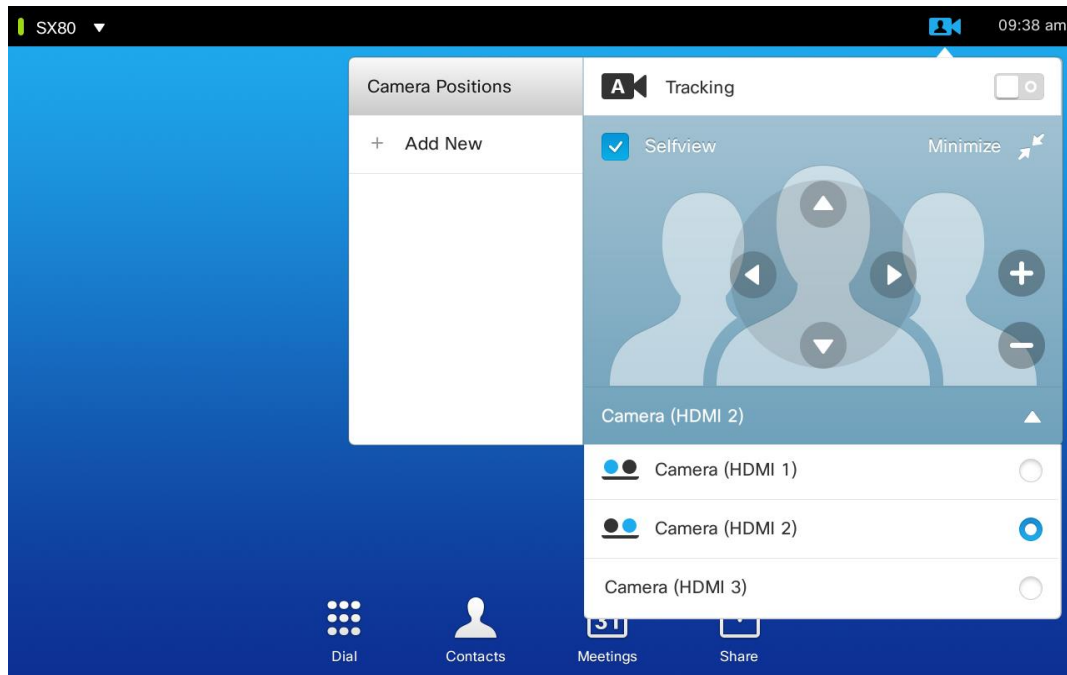 SX80
09:38 am
Camera Positions
+ Add New
A Tracking
Selfview
Minimize
Camera (HDMI 2)
Camera (HDMI 1)
Camera (HDMI 2)
Camera (HDMI 3)
31
Dial
Contacts
Meetings
Share